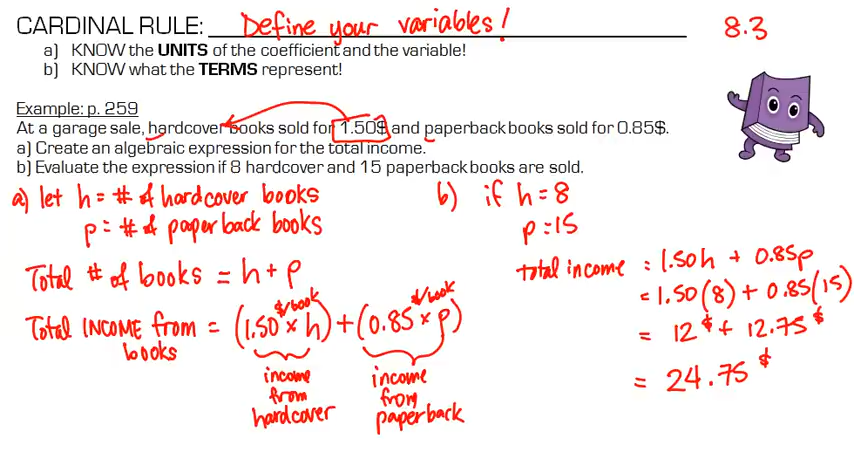 CARDINAL RULE: Define your variables!
8.3
a) KNOW the UNITS of the coefficient and the variable!
b) KNOW what the TERMS represent!
Example: p. 259
At a garage sale, hardcover books sold for 1.50$ and paperback books sold for 0.85$.
a) Create an algebraic expression for the total income.
b) Evaluate the expression if 8 hardcover and 15 paperback books are sold.
a) let h = # of hardcover books
p = # of paperback books
Total # of books = h + p
$/book $/book
Total INCOME from = (1.50 × h) + (0.85 × p)
books
income income
from from
hardcover paperback
b) if h = 8
p = 15
total income = 1.50h + 0.85p
= 1.50(8) + 0.85(15)
= 12$ + 12.75$
= 24.75$